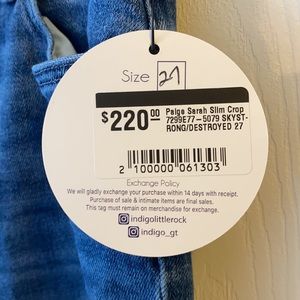 Size 27
$220.00
Paige Sarah Slim Crop
7299E77-5079 SKYST-
RONG/DESTROYED 27
2 100000 061303
Exchange Policy
We will gladly exchange your purchase within 14 days with receipt.
Purchase of sale & intimate items are final sales.
This tag must remain on merchandise for exchange.
indigolittlerock
indigo_gt